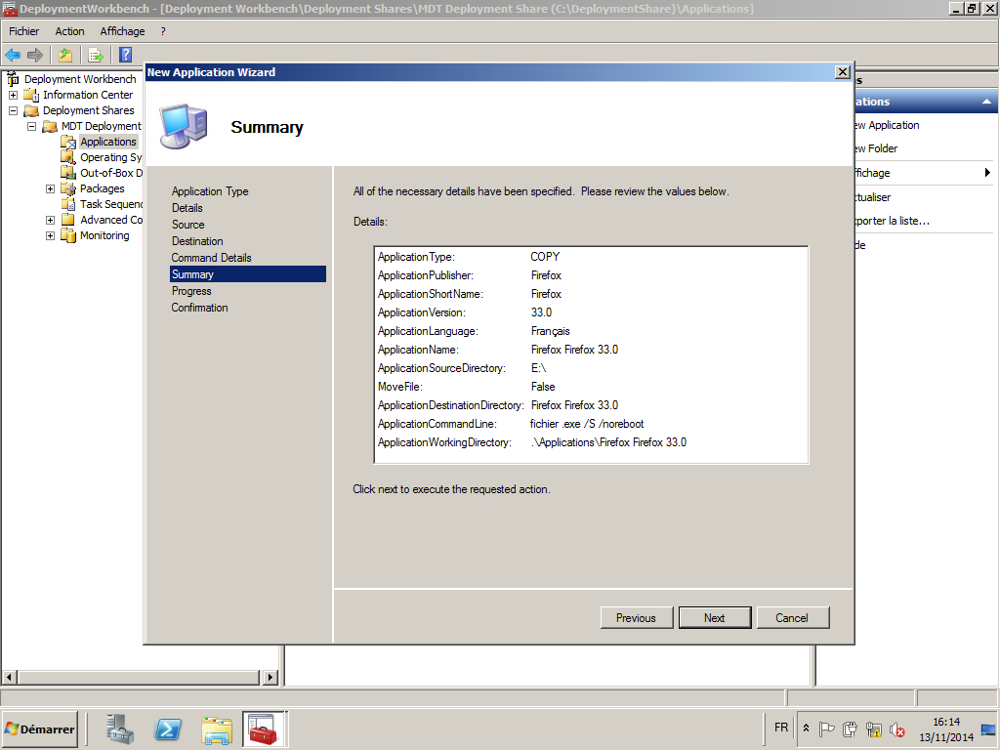 DeploymentWorkbench - [Deployment Workbench\Deployment Shares\MDT Deployment Share (C:\DeploymentShare)\Applications]
Fichier Action Affichage ?
Deployment Workbench
Information Center
Deployment Shares
MDT Deployment
Applications
Operating Sy
Out-of-Box D
Packages
Task Sequenc
Advanced Co
Monitoring
New Application Wizard
Summary
Application Type
Details
Source
Destination
Command Details
Summary
Progress
Confirmation
All of the necessary details have been specified. Please review the values below.
Details:
ApplicationType: COPY
ApplicationPublisher: Firefox
ApplicationShortName: Firefox
ApplicationVersion: 33.0
ApplicationLanguage: Français
ApplicationName: Firefox Firefox 33.0
ApplicationSourceDirectory: E:\
MoveFile: False
ApplicationDestinationDirectory: Firefox Firefox 33.0
ApplicationCommandLine: fichier .exe /S /noreboot
ApplicationWorkingDirectory: .\Applications\Firefox Firefox 33.0
Click next to execute the requested action.
Previous Next Cancel
s
ations
ew Application
ew Folder
ffichage
ctualiser
xporter la liste...
de
Démarrer
FR
16:14
13/11/2014